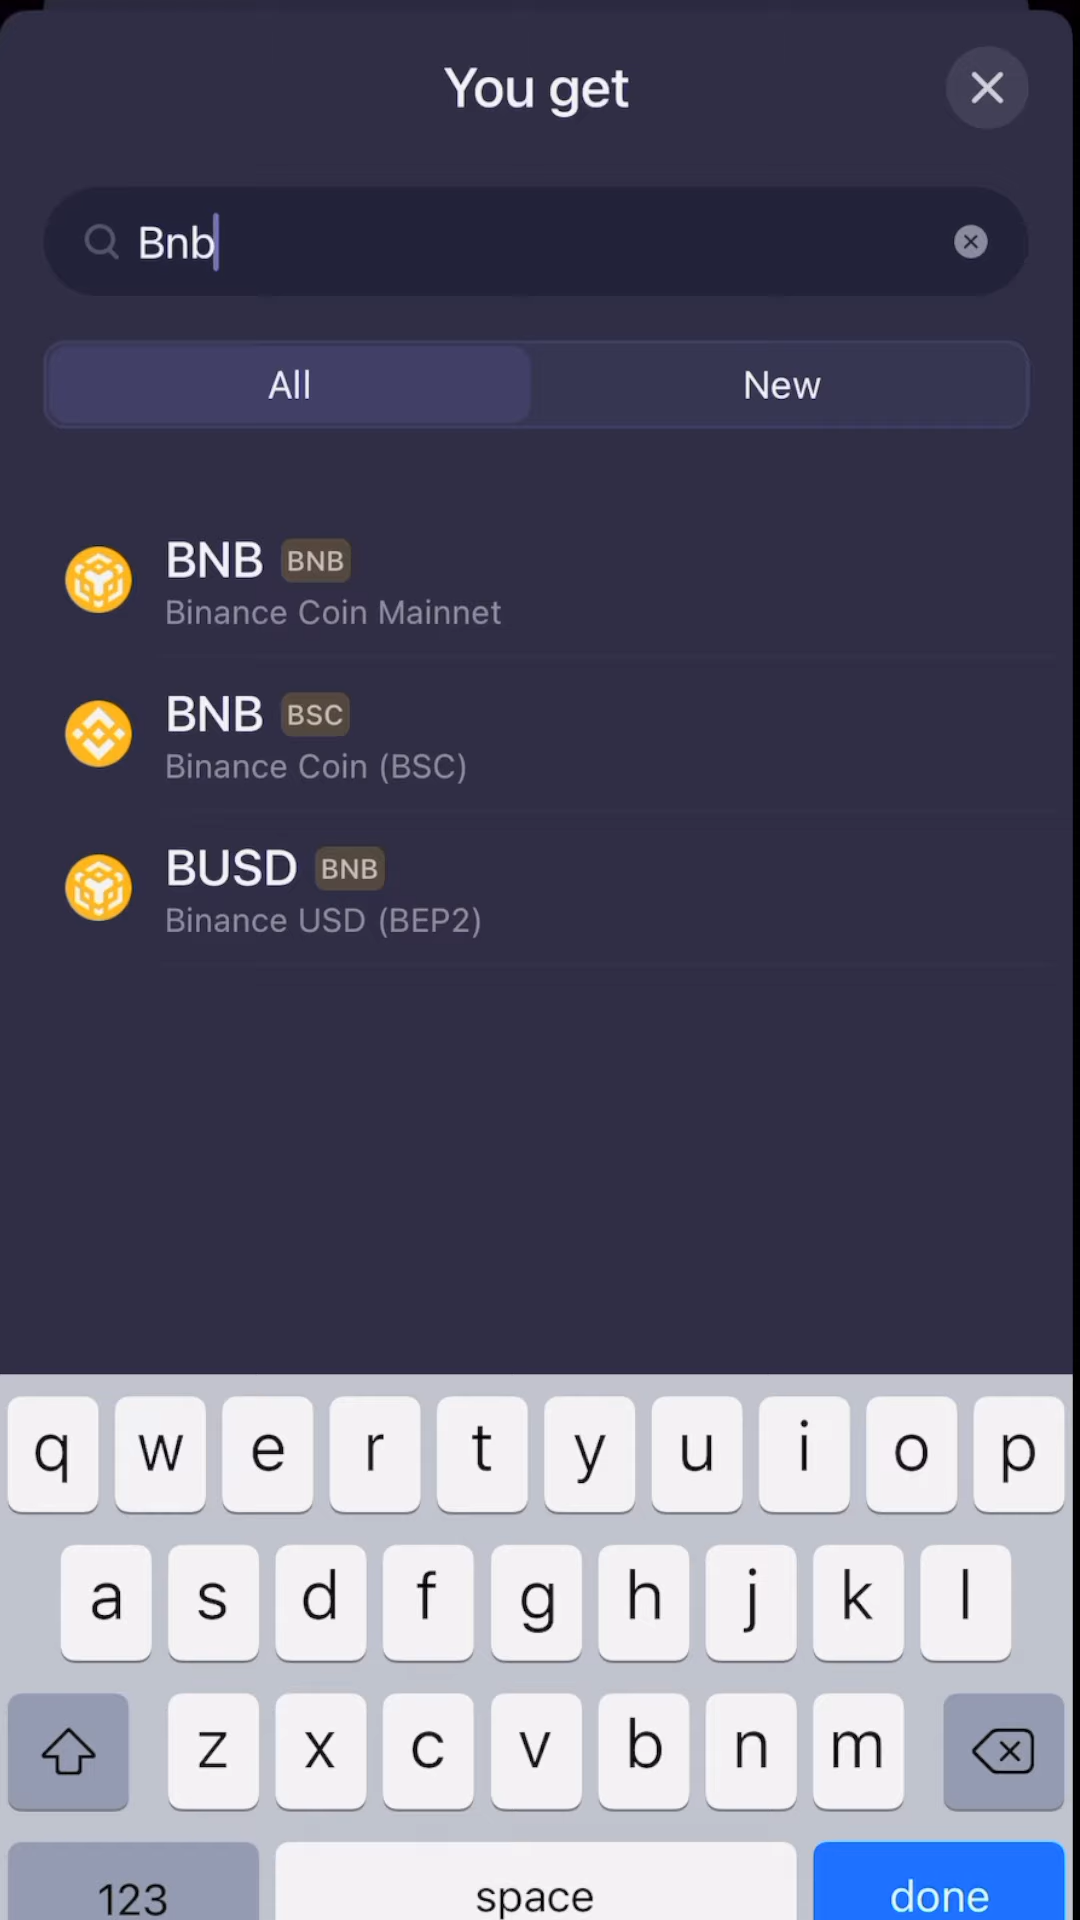 You get
Bnb
All New
BNB BNB
Binance Coin Mainnet
BNB BSC
Binance Coin (BSC)
BUSD BNB
Binance USD (BEP2)
q w e r t y u i o p
a s d f g h j k l
z x c v b n m
123 space done